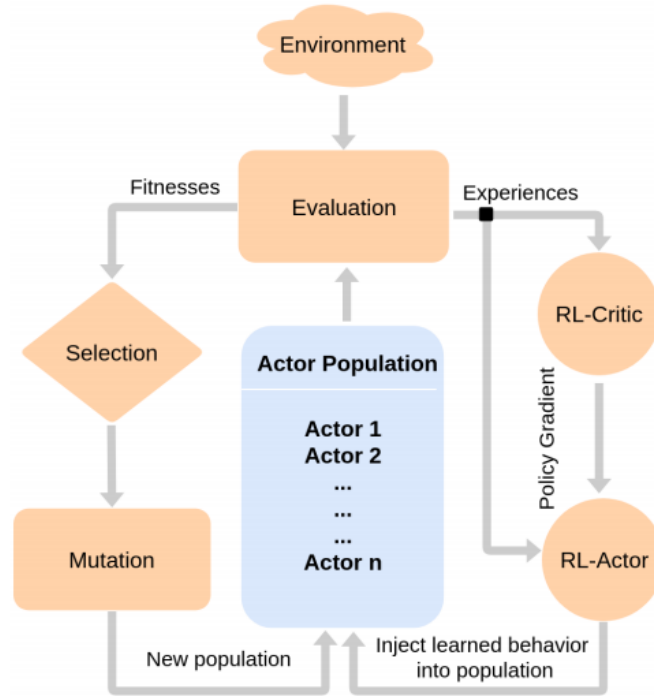 Environment
Fitnesses
Evaluation
Experiences
RL-Critic
Selection
Actor Population
Actor 1
Actor 2
...
...
...
Actor n
Policy Gradient
Mutation
RL-Actor
New population
Inject learned behavior
into population